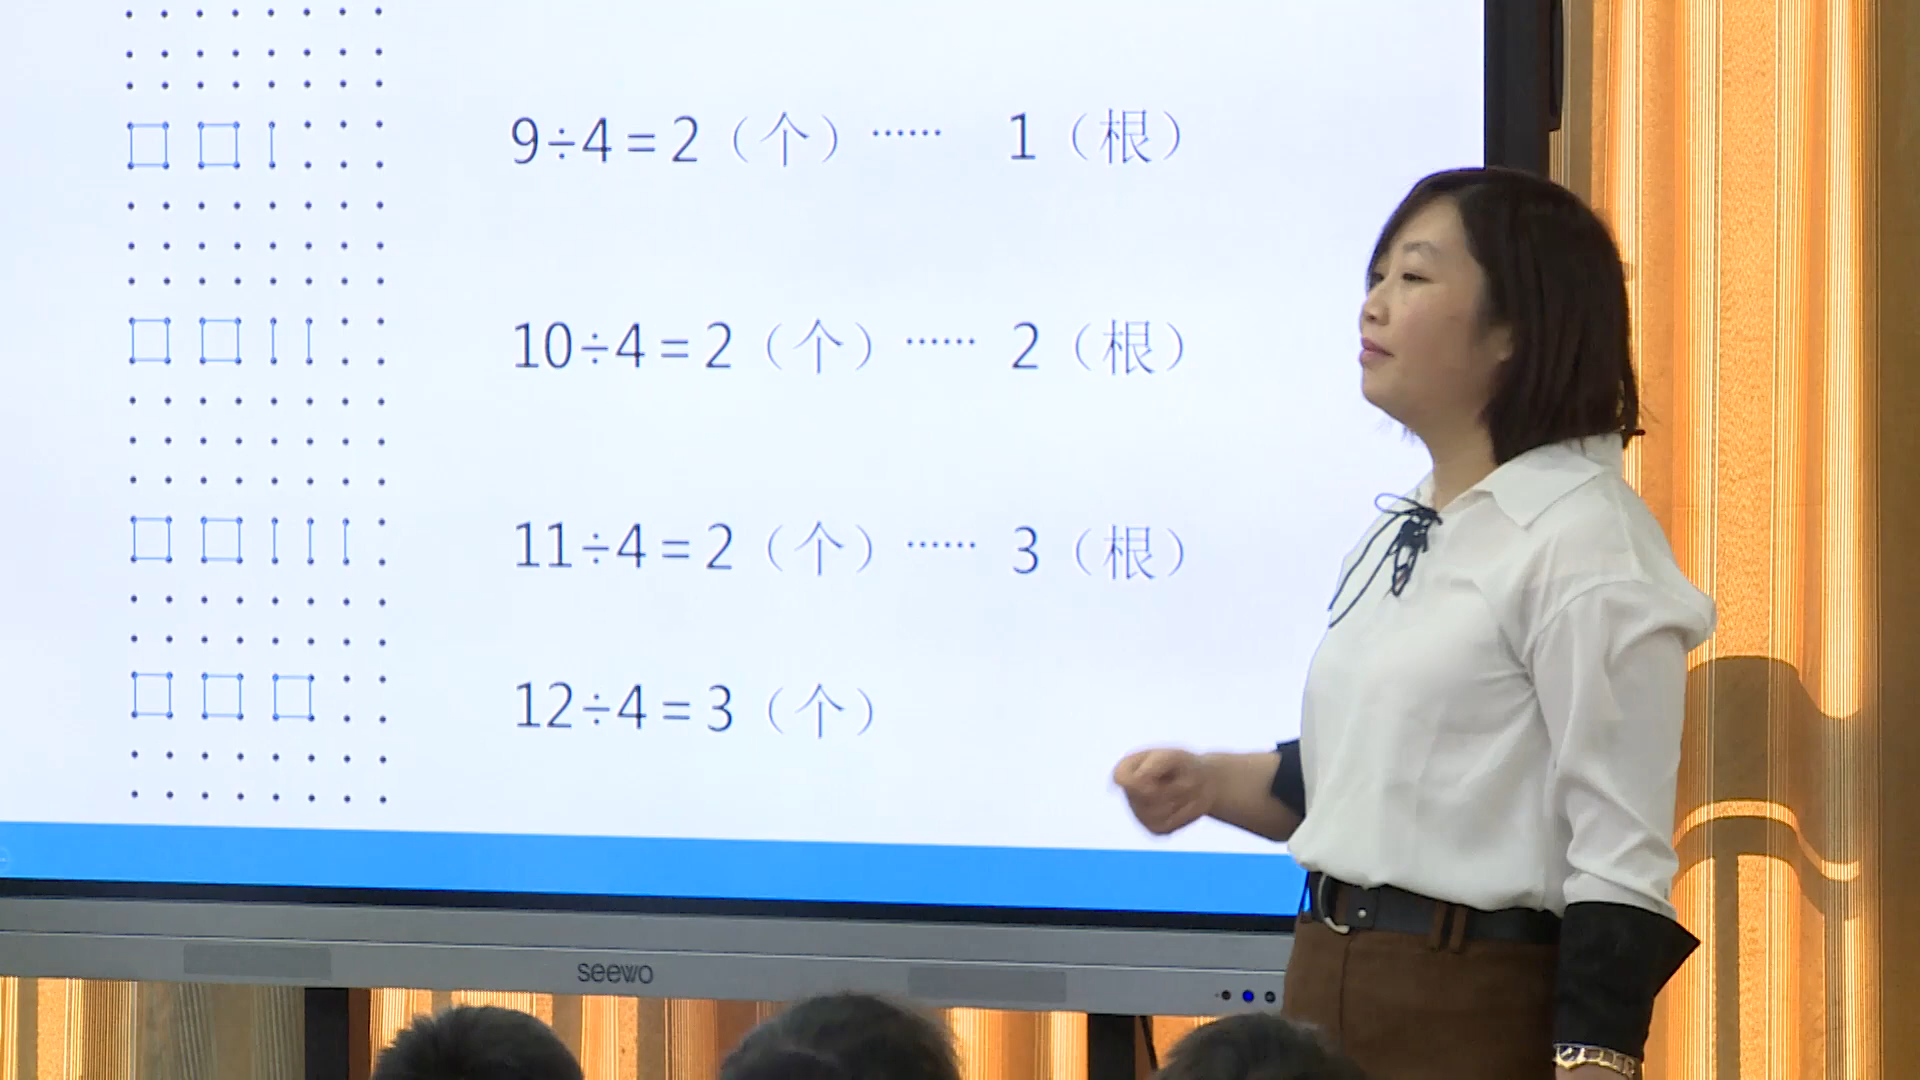 9÷4=2（个）…… 1（根）
10÷4=2（个）…… 2（根）
11÷4=2（个）…… 3（根）
12÷4=3（个）
seewo